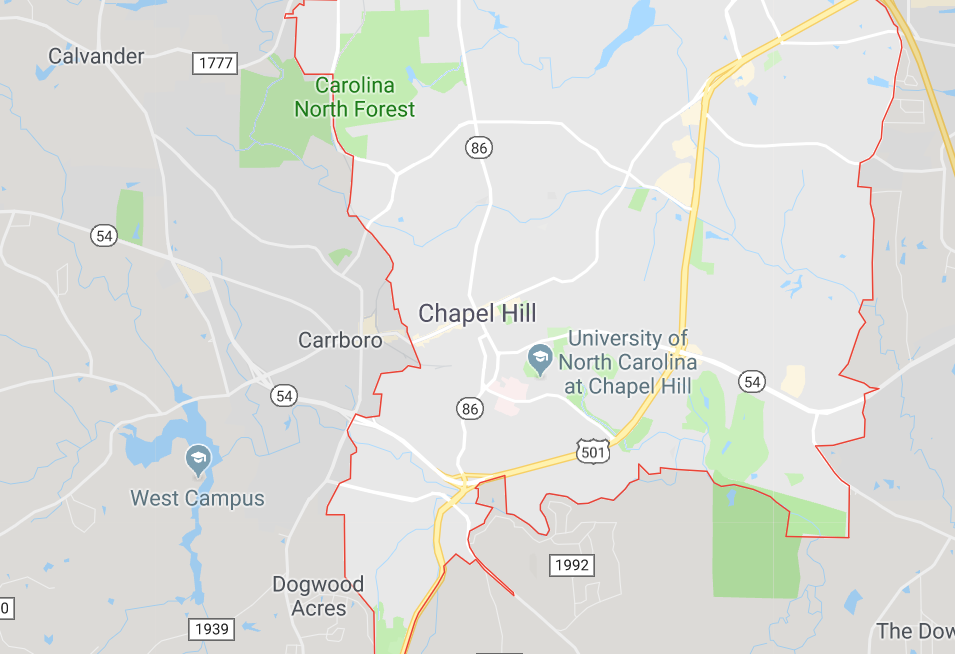 Calvander
1777
Carolina
North Forest
86
54
Chapel Hill
Carrboro
University of
North Carolina
at Chapel Hill
54
54
86
501
West Campus
1992
Dogwood
Acres
0
1939
The Dow